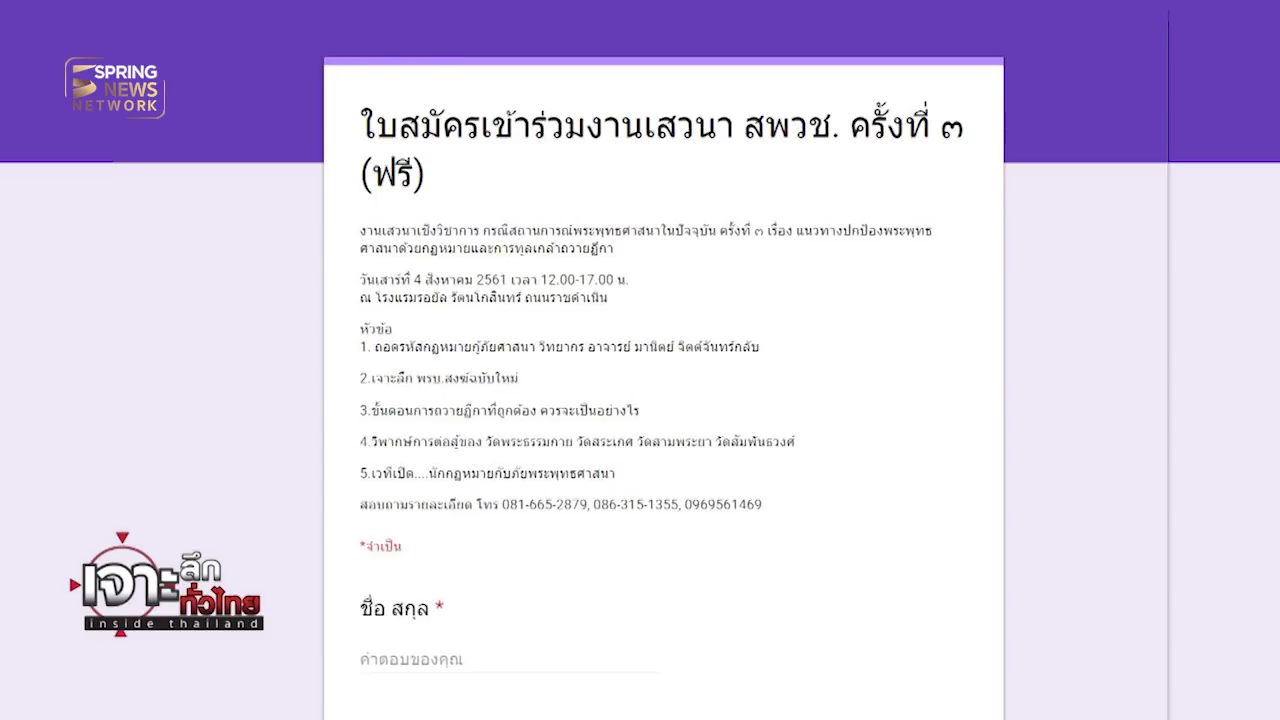 SPRING
NEWS
NETWORK
ใบสมัครเข้าร่วมงานเสวนา สพวช. ครั้งที่ ๓
(ฟรี)
งานเสวนาเชิงวิชาการ กรณีสถานการณ์พระพุทธศาสนาในปัจจุบัน ครั้งที่ ๓ เรื่อง แนวทางปกป้องพระพุทธ
ศาสนาด้วยกฎหมายและการทูลเกล้าถวายฎีกา
วันเสาร์ที่ 4 สิงหาคม 2561 เวลา 12.00-17.00 น.
ณ โรงแรมรอยัล รัตนโกสินทร์ ถนนราชดำเนิน
หัวข้อ
1. ถอดรหัสกฎหมายกู้ภัยศาสนา วิทยากร อาจารย์ มานิตย์ จิตต์จันทร์กลับ
2.เจาะลึก พรบ.สงฆ์ฉบับใหม่
3.ขั้นตอนการถวายฎีกาที่ถูกต้อง ควรจะเป็นอย่างไร
4.วิพากษ์การต่อสู้ของ วัดพระธรรมกาย วัดสระเกศ วัดสามพระยา วัดสัมพันธวงศ์
5.เวทีเปิด....นักกฎหมายกับภัยพระพุทธศาสนา
สอบถามรายละเอียด โทร 081-665-2879, 086-315-1355, 0969561469
*จำเป็น
ชื่อ สกุล *
คำตอบของคุณ
เจาะลึก
ทั่วไทย
inside thailand